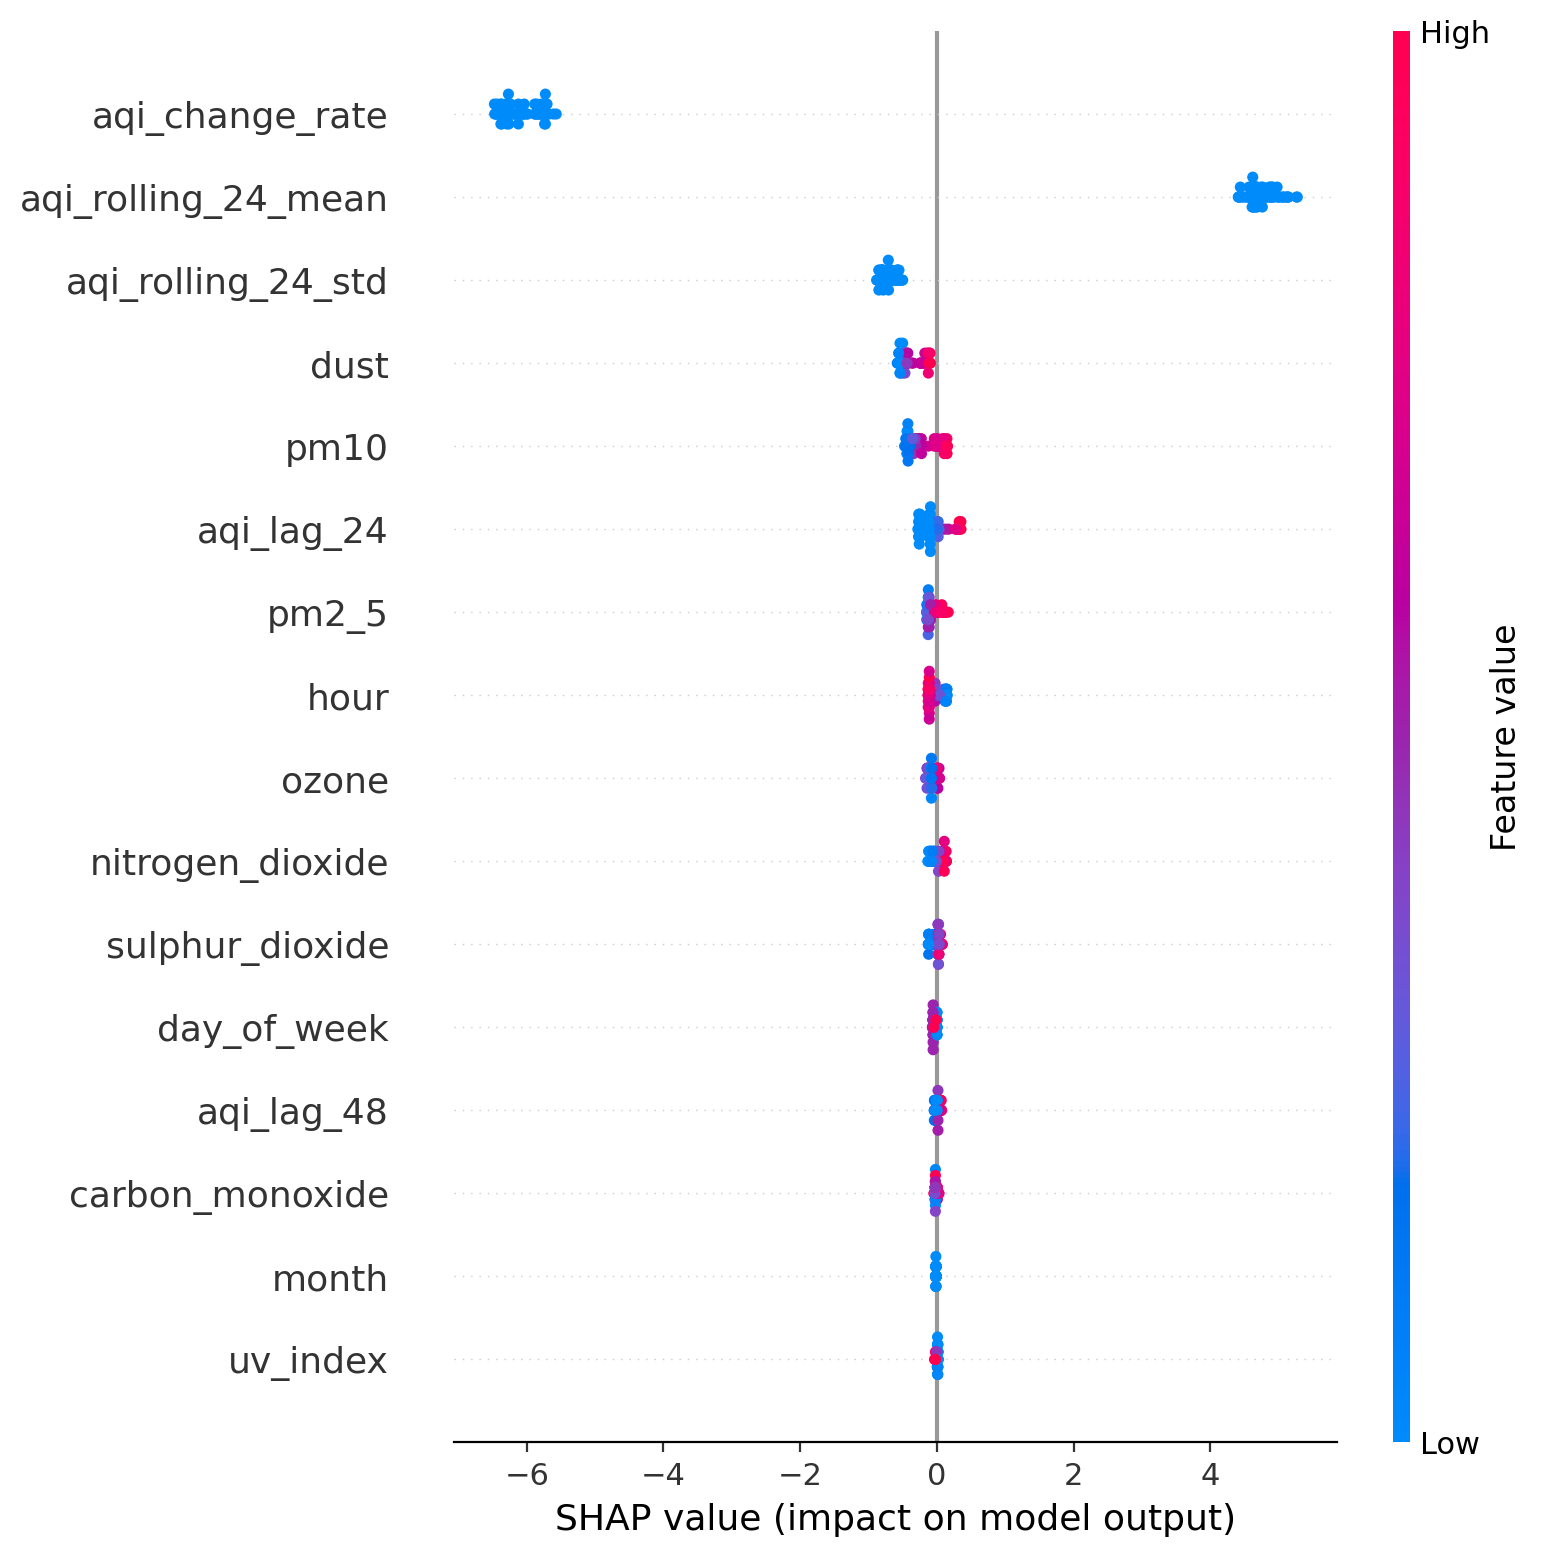 High
aqi_change_rate
aqi_rolling_24_mean
aqi_rolling_24_std
dust
pm10
aqi_lag_24
pm2_5
hour
ozone
nitrogen_dioxide
sulphur_dioxide
day_of_week
aqi_lag_48
carbon_monoxide
month
uv_index
Feature value
Low
−6 −4 −2 0 2 4
SHAP value (impact on model output)